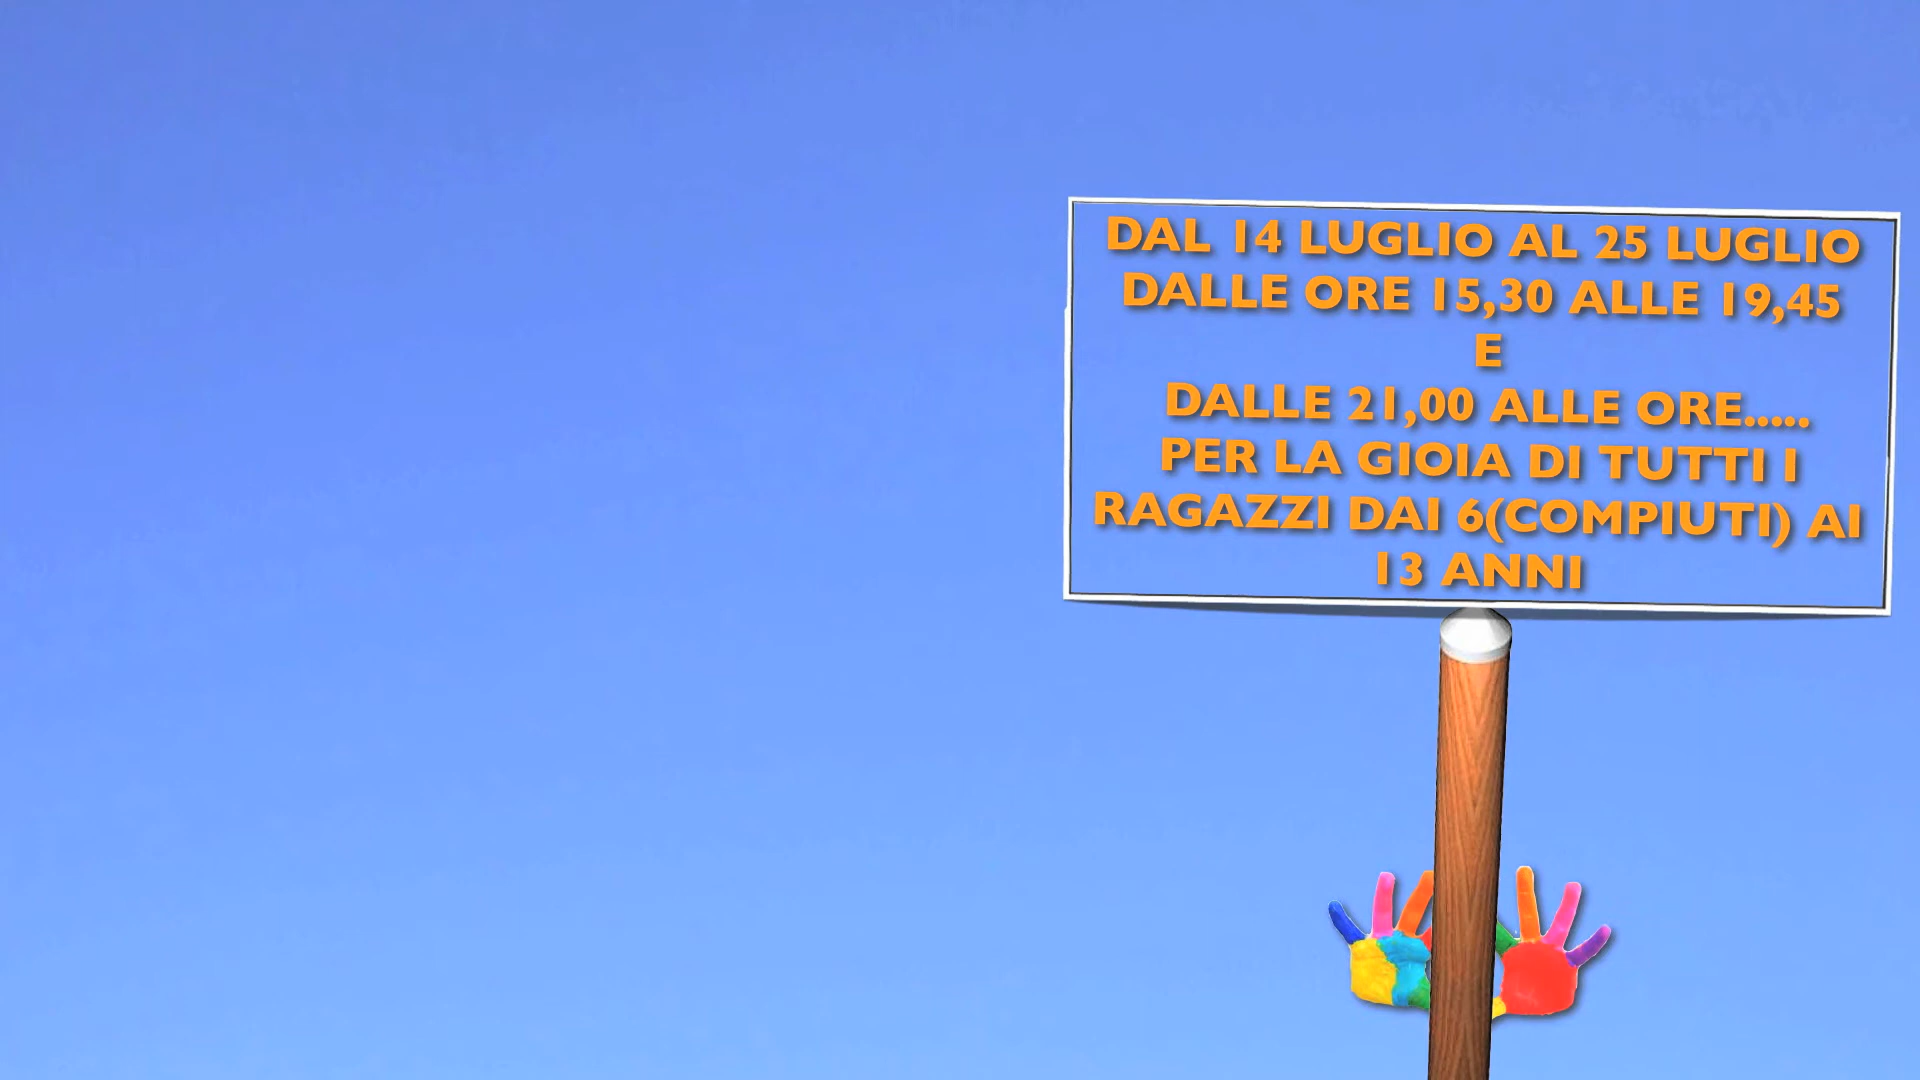 DAL 14 LUGLIO AL 25 LUGLIO
DALLE ORE 15,30 ALLE 19,45
E
DALLE 21,00 ALLE ORE.....
PER LA GIOIA DI TUTTI I
RAGAZZI DAI 6(COMPIUTI) AI
13 ANNI